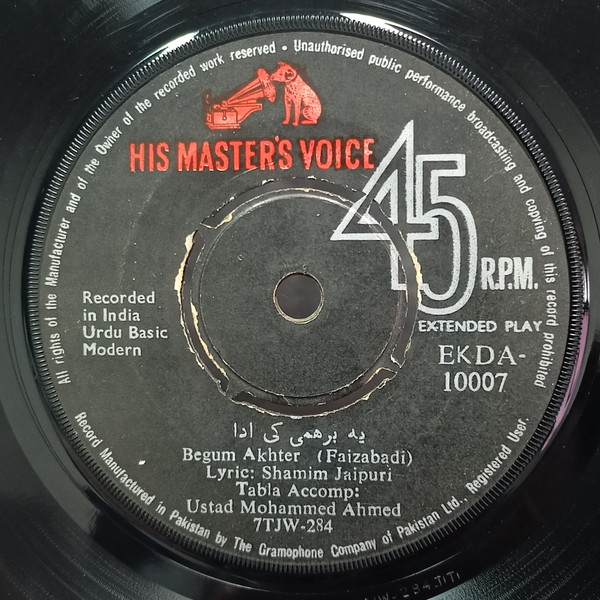 All rights of the Manufacturer and of the Owner of the recorded work reserved • Unauthorised public performance broadcasting and copying of this record prohibited
HIS MASTER'S VOICE
45
R.P.M.
EXTENDED PLAY
EKDA-
10007
Recorded
in India
Urdu Basic
Modern
یہ برہمی کی ادا
Begum Akhter (Faizabadi)
Lyric: Shamim Jaipuri
Tabla Accomp:
Ustad Mohammed Ahmed
7TJW-284
Record Manufactured in Pakistan by The Gramophone Company of Pakistan Ltd., Registered User.